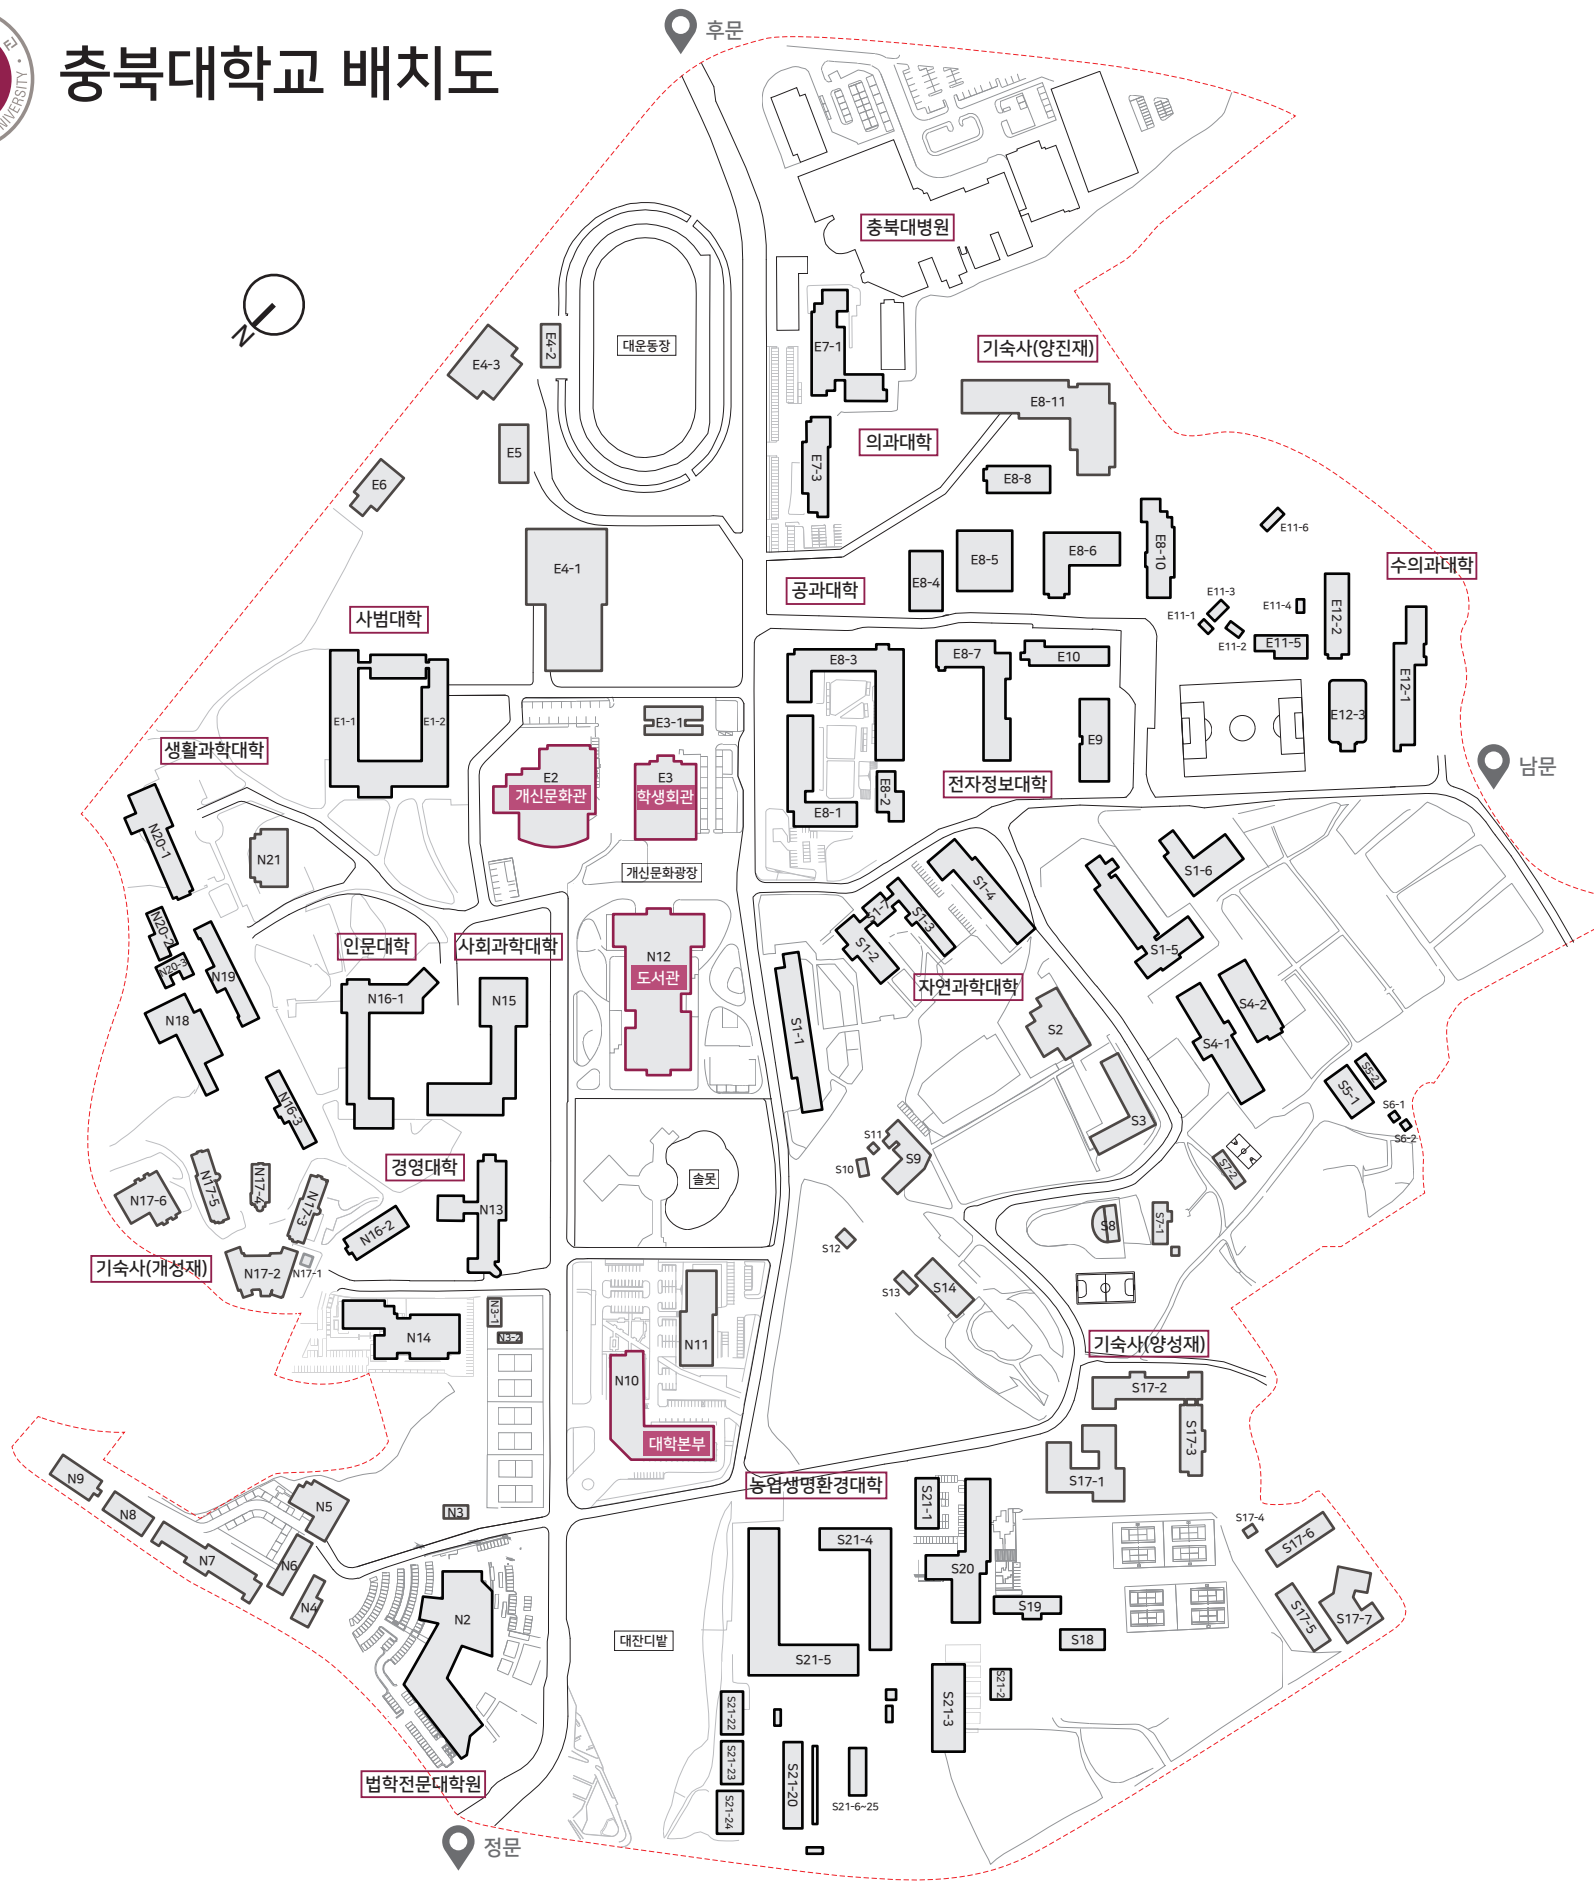 후문
교 ·
NIVERSITY ·
충북대학교 배치도
충북대병원
N
E4-3
E4-2
대운동장
E7-1
기숙사(양진재)
E8-11
E5
의과대학
E6
E7-3
E8-8
E11-6
E4-1
E8-4
E8-5
E8-6
E8-10
수의과대학
공과대학
E11-3
E11-1
E11-2
E11-4
E11-5
E12-2
사범대학
E8-3
E8-7
E10
E12-1
E1-1
E1-2
E3-1
E9
E12-3
생활과학대학
E2
개신문화관
E3
학생회관
E8-1
E8-2
전자정보대학
남문
N20-1
N21
개신문화광장
S1-4
S1-6
N20-2
N20-3
N19
인문대학
사회과학대학
S1-7
S1-3
S1-2
S1-5
N12
도서관
자연과학대학
N16-1
N15
N18
S1-1
S2
S4-2
S4-1
N16-3
S3
S5-2
S5-1
S6-1
S6-2
S11
S10
S9
경영대학
솔못
S7-2
N17-6
N17-5
N17-4
N17-3
N13
N16-2
S12
S8
S7-1
기숙사(개성재)
N17-2
N17-1
S13
S14
N3-1
N3-2
N14
N11
기숙사(양성재)
N10
대학본부
S17-2
S17-3
S17-1
N9
N8
N5
N3
농업생명환경대학
S21-1
S17-4
S17-6
N7
N6
N4
N2
S21-4
S20
S19
S18
S17-5
S17-7
대잔디밭
S21-5
S21-2
S21-3
S21-22
S21-23
S21-24
S21-20
S21-6~25
법학전문대학원
정문